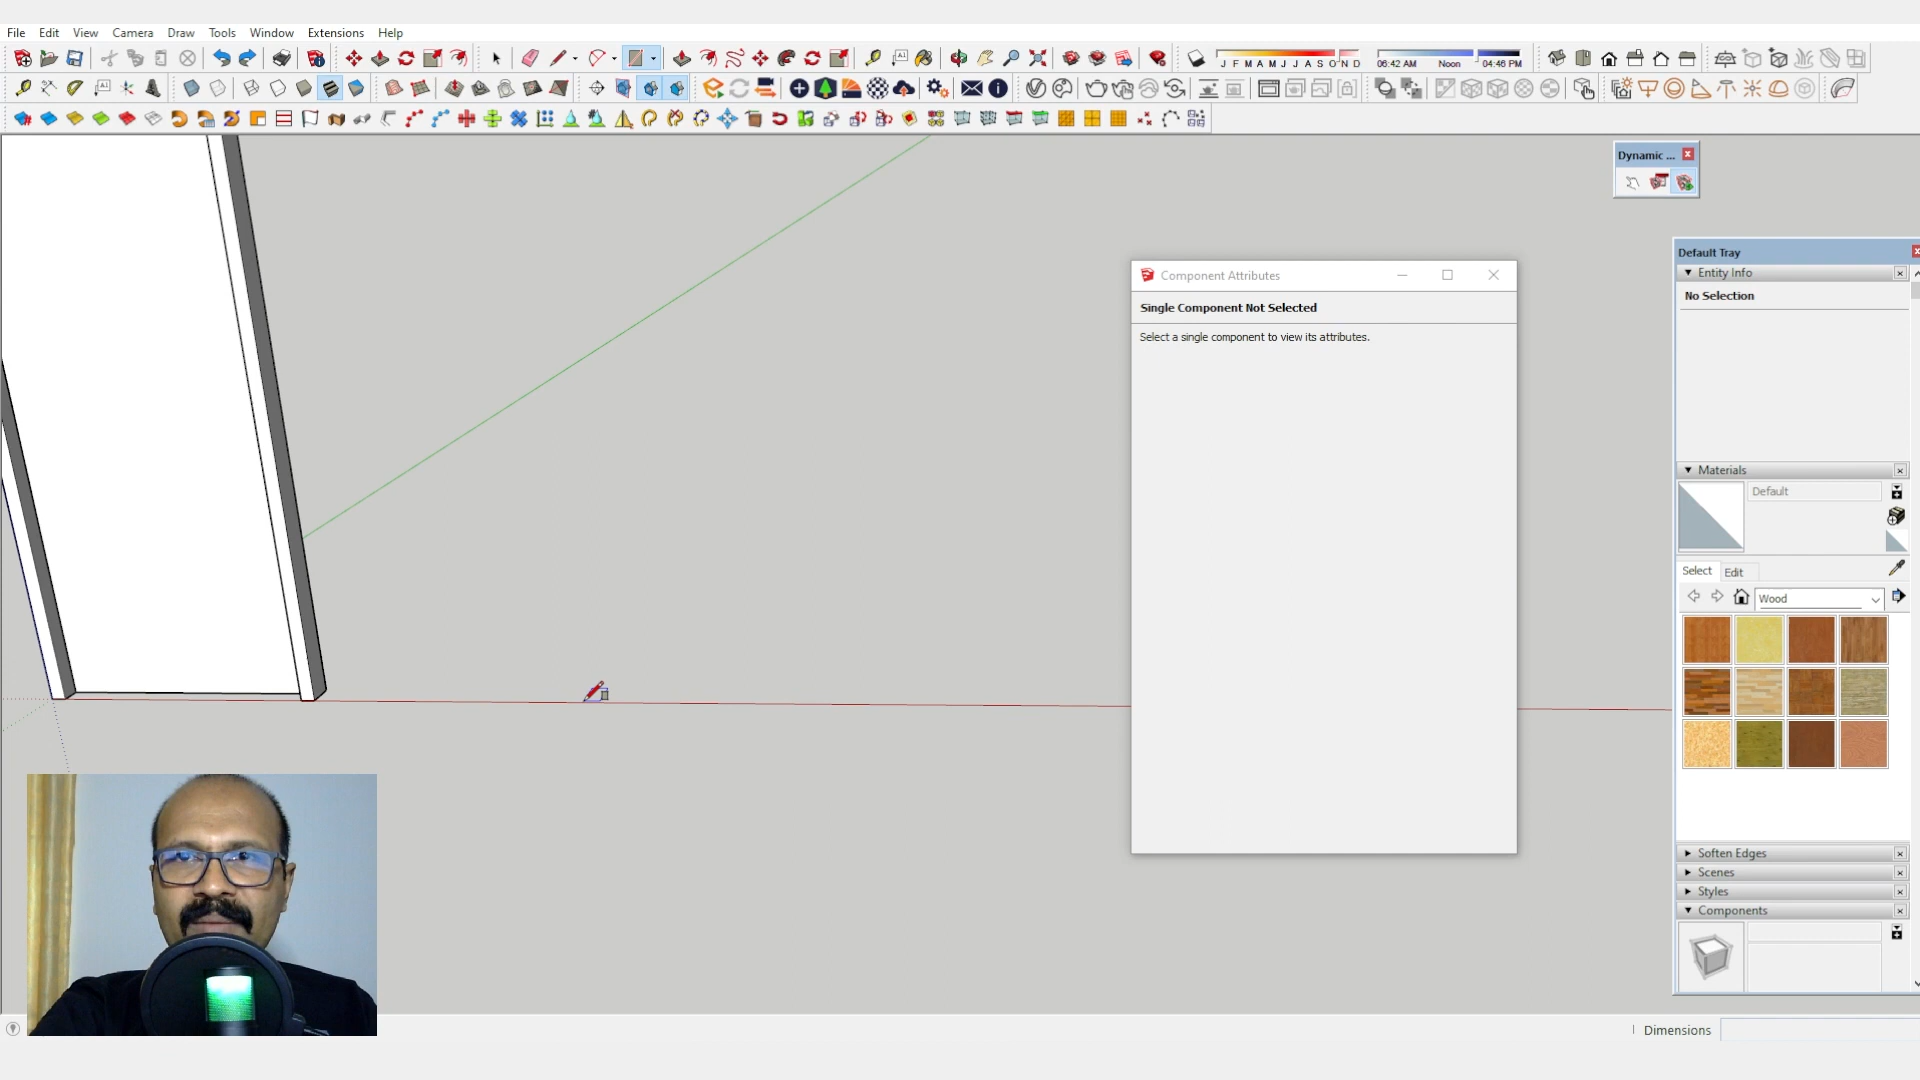 File Edit View Camera Draw Tools Window Extensions Help
J F M A M J J A S O N D
06:42 AM Noon 04:46 PM
Dynamic ...
Component Attributes
Single Component Not Selected
Select a single component to view its attributes.
Default Tray
Entity Info
No Selection
Materials
Default
Select Edit
Wood
Soften Edges
Scenes
Styles
Components
Dimensions